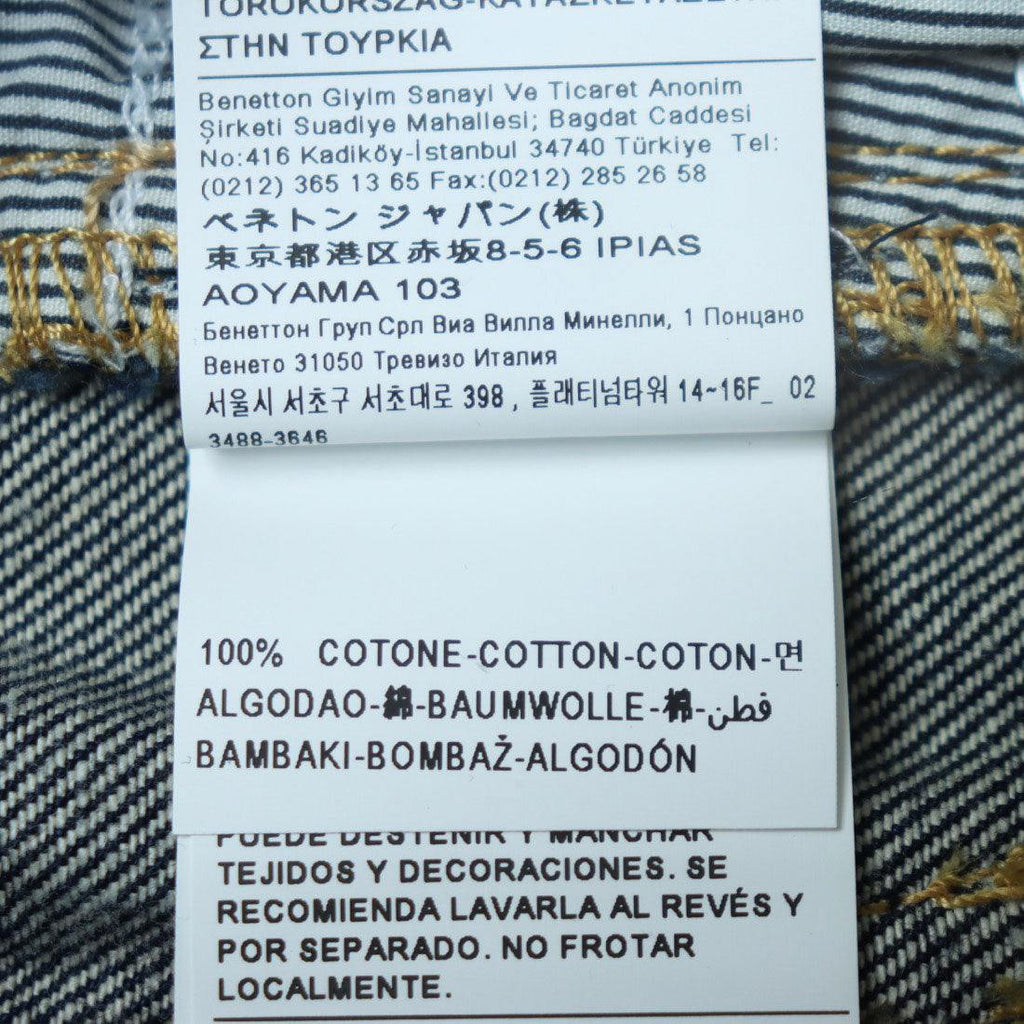 TÖRÖKORSZÁG-
ΣΤΗΝ ΤΟΥΡΚΙΑ
Benetton Giyim Sanayi Ve Ticaret Anonim
Şirketi Suadiye Mahallesi; Bagdat Caddesi
No:416 Kadiköy-İstanbul 34740 Türkiye Tel:
(0212) 365 13 65 Fax:(0212) 285 26 58
ベネトン ジャパン(株)
東京都港区赤坂8-5-6 IPIAS
AOYAMA 103
Бенеттон Груп Срл Виа Вилла Минелли, 1 Понцано
Венето 31050 Тревизо Италия
서울시 서초구 서초대로 398 , 플래티넘타워 14~16F_ 02
3488-3646
100% COTONE-COTTON-COTON-면
ALGODAO-綿-BAUMWOLLE-棉-قطن
BAMBAKI-BOMBAŽ-ALGODÓN
PUEDE DESTEÑIR Y MANCHAR
TEJIDOS Y DECORACIONES. SE
RECOMIENDA LAVARLA AL REVÉS Y
POR SEPARADO. NO FROTAR
LOCALMENTE.